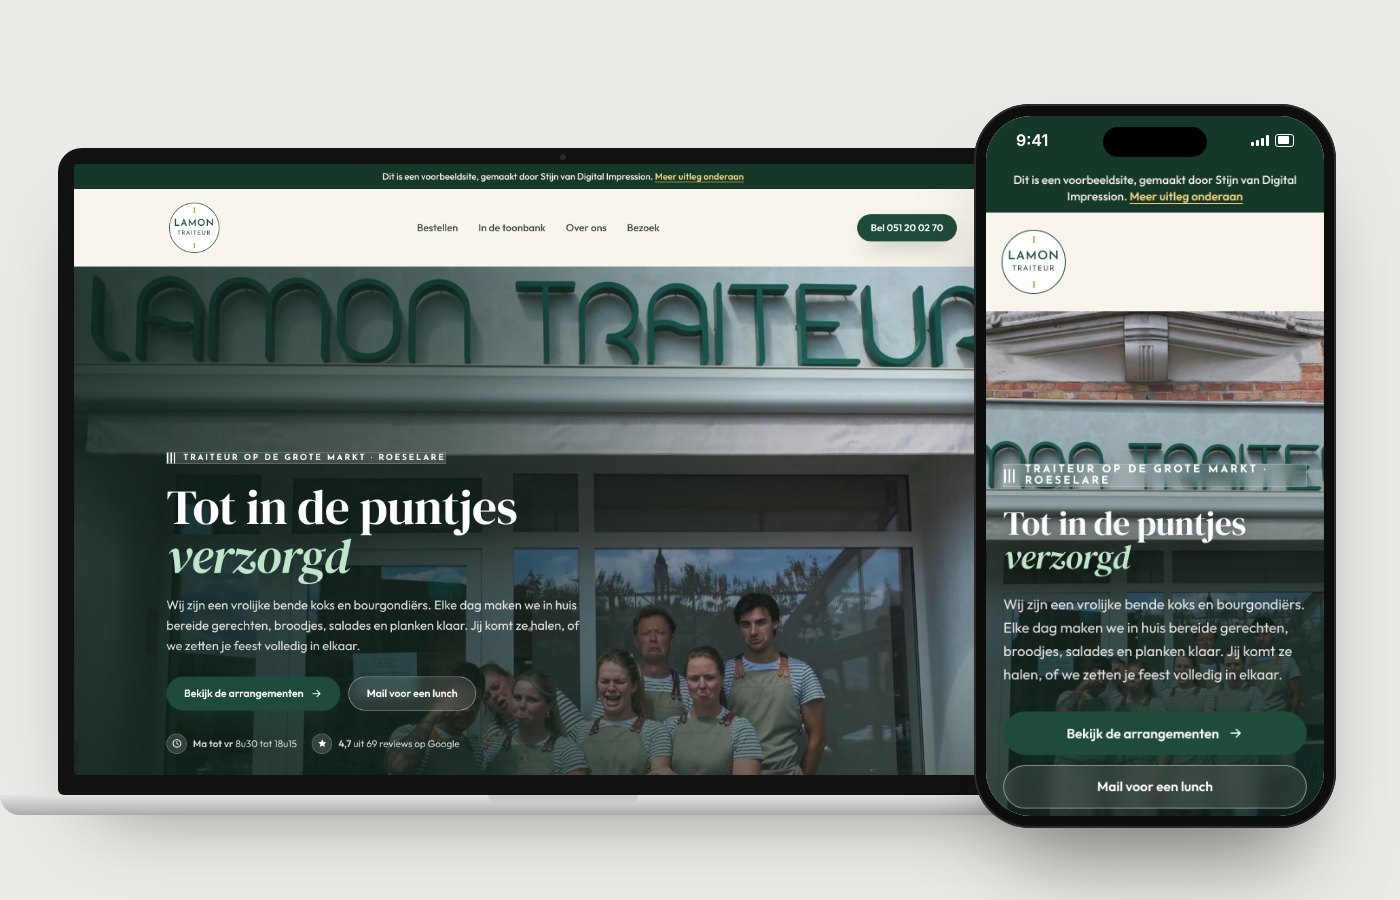 Dit is een voorbeeldsite, gemaakt door Stijn van Digital Impression. Meer uitleg onderaan
LAMON
TRAITEUR
Bestellen
In de toonbank
Over ons
Bezoek
Bel 051 20 02 70
LAMON TRAITEUR
TRAITEUR OP DE GROTE MARKT · ROESELARE
Tot in de puntjes
verzorgd
Wij zijn een vrolijke bende koks en bourgondiërs. Elke dag maken we in huis
bereide gerechten, broodjes, salades en planken klaar. Jij komt ze halen, of
we zetten je feest volledig in elkaar.
Bekijk de arrangementen →
Mail voor een lunch
Ma tot vr 8u30 tot 18u15
4,7 uit 69 reviews op Google
9:41
Dit is een voorbeeldsite, gemaakt door Stijn van Digital
Impression. Meer uitleg onderaan
LAMON
TRAITEUR
MON TRAITEU
TRAITEUR OP DE GROTE MARKT ·
ROESELARE
Tot in de puntjes
verzorgd
Wij zijn een vrolijke bende koks en bourgondiërs.
Elke dag maken we in huis bereide gerechten,
broodjes, salades en planken klaar. Jij komt ze
halen, of we zetten je feest volledig in elkaar.
Bekijk de arrangementen →
Mail voor een lunch